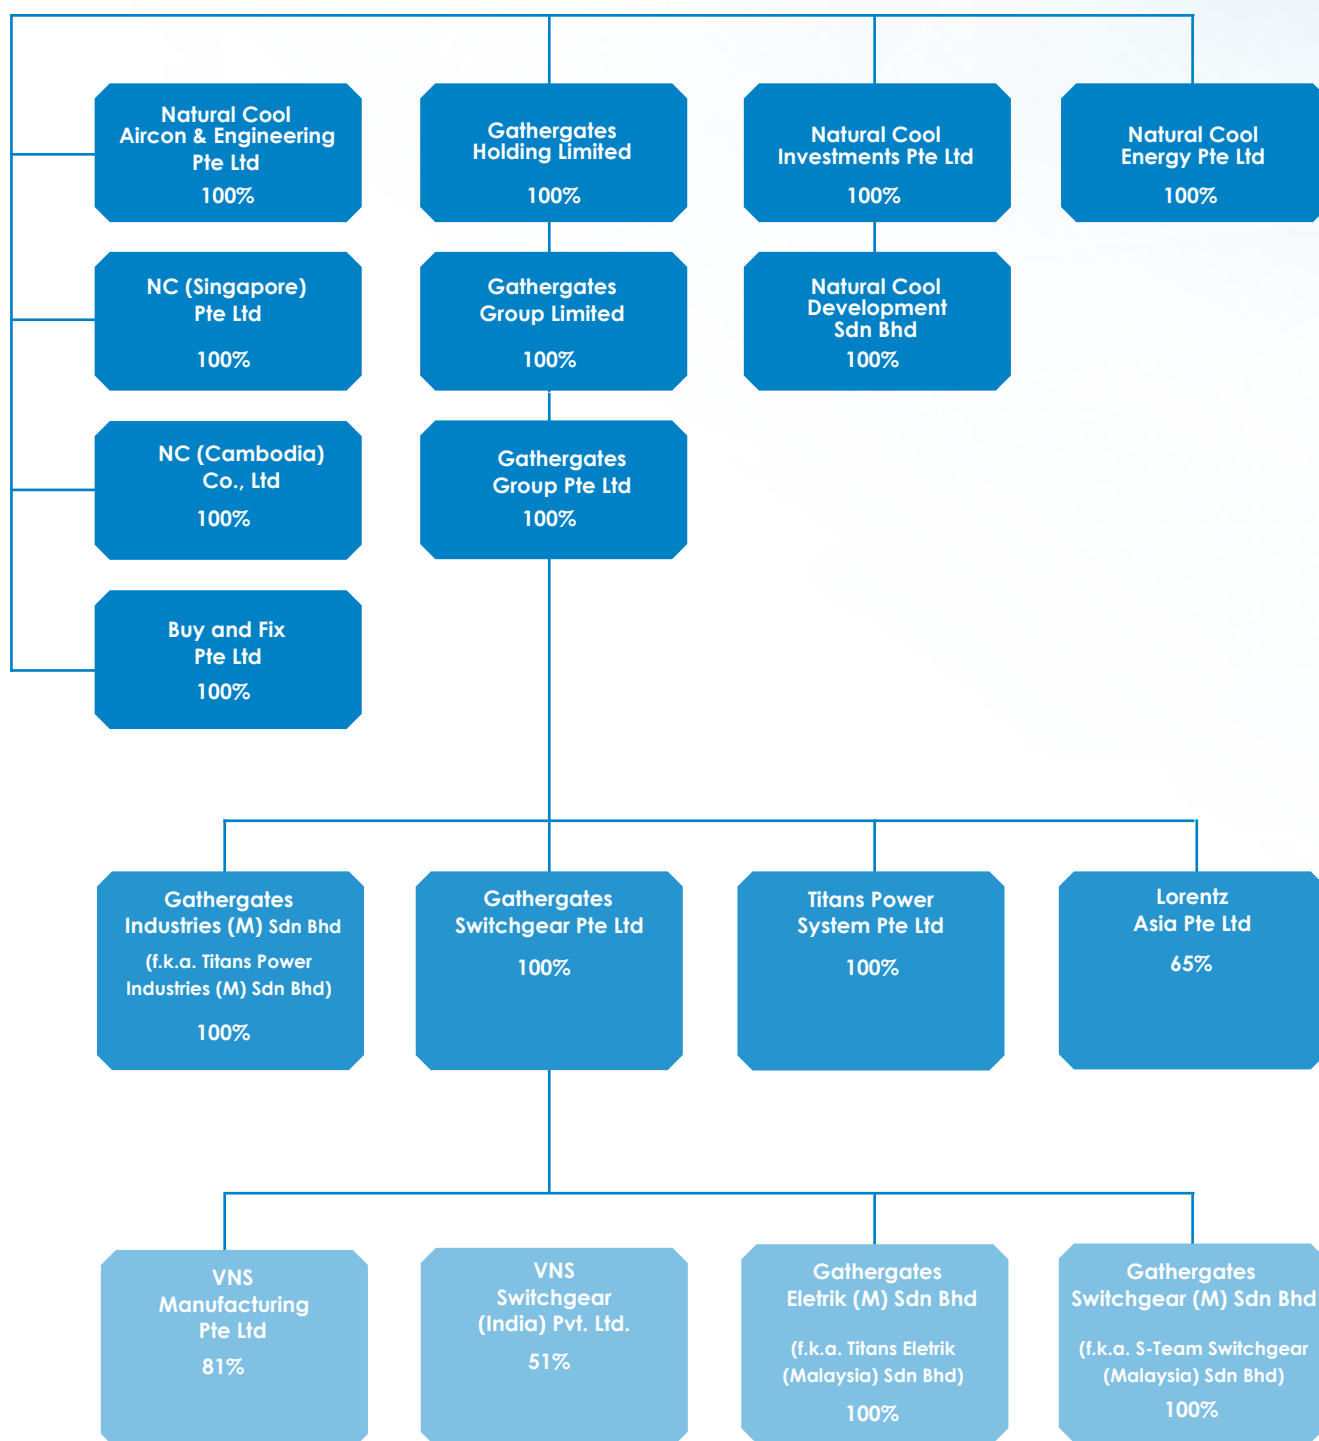 Natural Cool
Aircon & Engineering
Pte Ltd
100%
Gathergates
Holding Limited
100%
Natural Cool
Investments Pte Ltd
100%
Natural Cool
Energy Pte Ltd
100%
NC (Singapore)
Pte Ltd
100%
Gathergates
Group Limited
100%
Natural Cool
Development
Sdn Bhd
100%
NC (Cambodia)
Co., Ltd
100%
Gathergates
Group Pte Ltd
100%
Buy and Fix
Pte Ltd
100%
Gathergates
Industries (M) Sdn Bhd
(f.k.a. Titans Power
Industries (M) Sdn Bhd)
100%
Gathergates
Switchgear Pte Ltd
100%
Titans Power
System Pte Ltd
100%
Lorentz
Asia Pte Ltd
65%
VNS
Manufacturing
Pte Ltd
81%
VNS
Switchgear
(India) Pvt. Ltd.
51%
Gathergates
Eletrik (M) Sdn Bhd
(f.k.a. Titans Eletrik
(Malaysia) Sdn Bhd)
100%
Gathergates
Switchgear (M) Sdn Bhd
(f.k.a. S-Team Switchgear
(Malaysia) Sdn Bhd)
100%